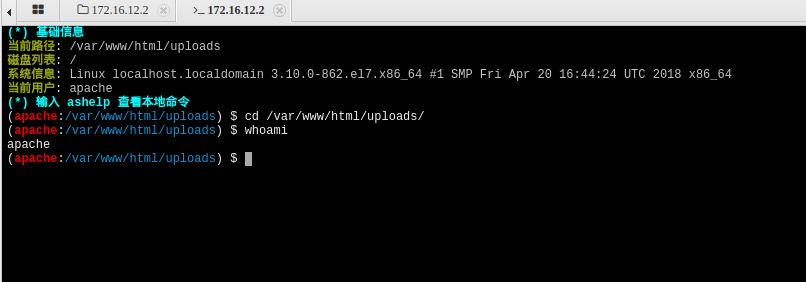 172.16.12.2 172.16.12.2
(*) 基础信息
当前路径: /var/www/html/uploads
磁盘列表: /
系统信息: Linux localhost.localdomain 3.10.0-862.el7.x86_64 #1 SMP Fri Apr 20 16:44:24 UTC 2018 x86_64
当前用户: apache
(*) 输入 ashelp 查看本地命令
(apache:/var/www/html/uploads) $ cd /var/www/html/uploads/
(apache:/var/www/html/uploads) $ whoami
apache
(apache:/var/www/html/uploads) $